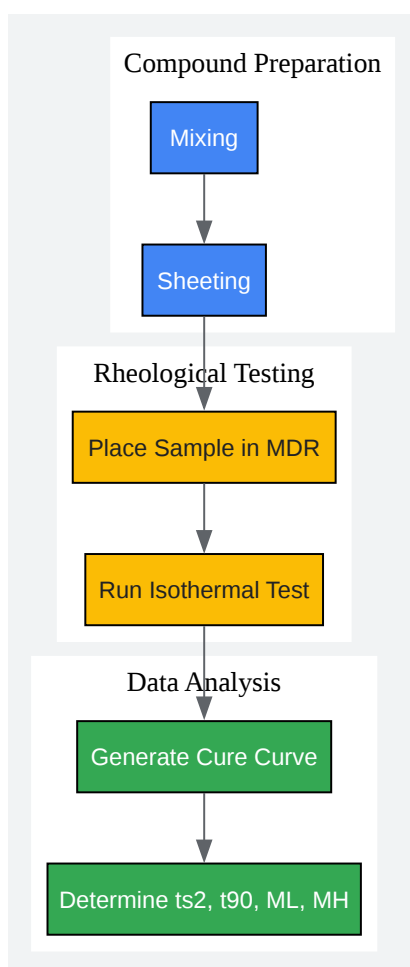 Compound Preparation
Mixing
Sheeting
Rheological Testing
Place Sample in MDR
Run Isothermal Test
Data Analysis
Generate Cure Curve
Determine ts2, t90, ML, MH